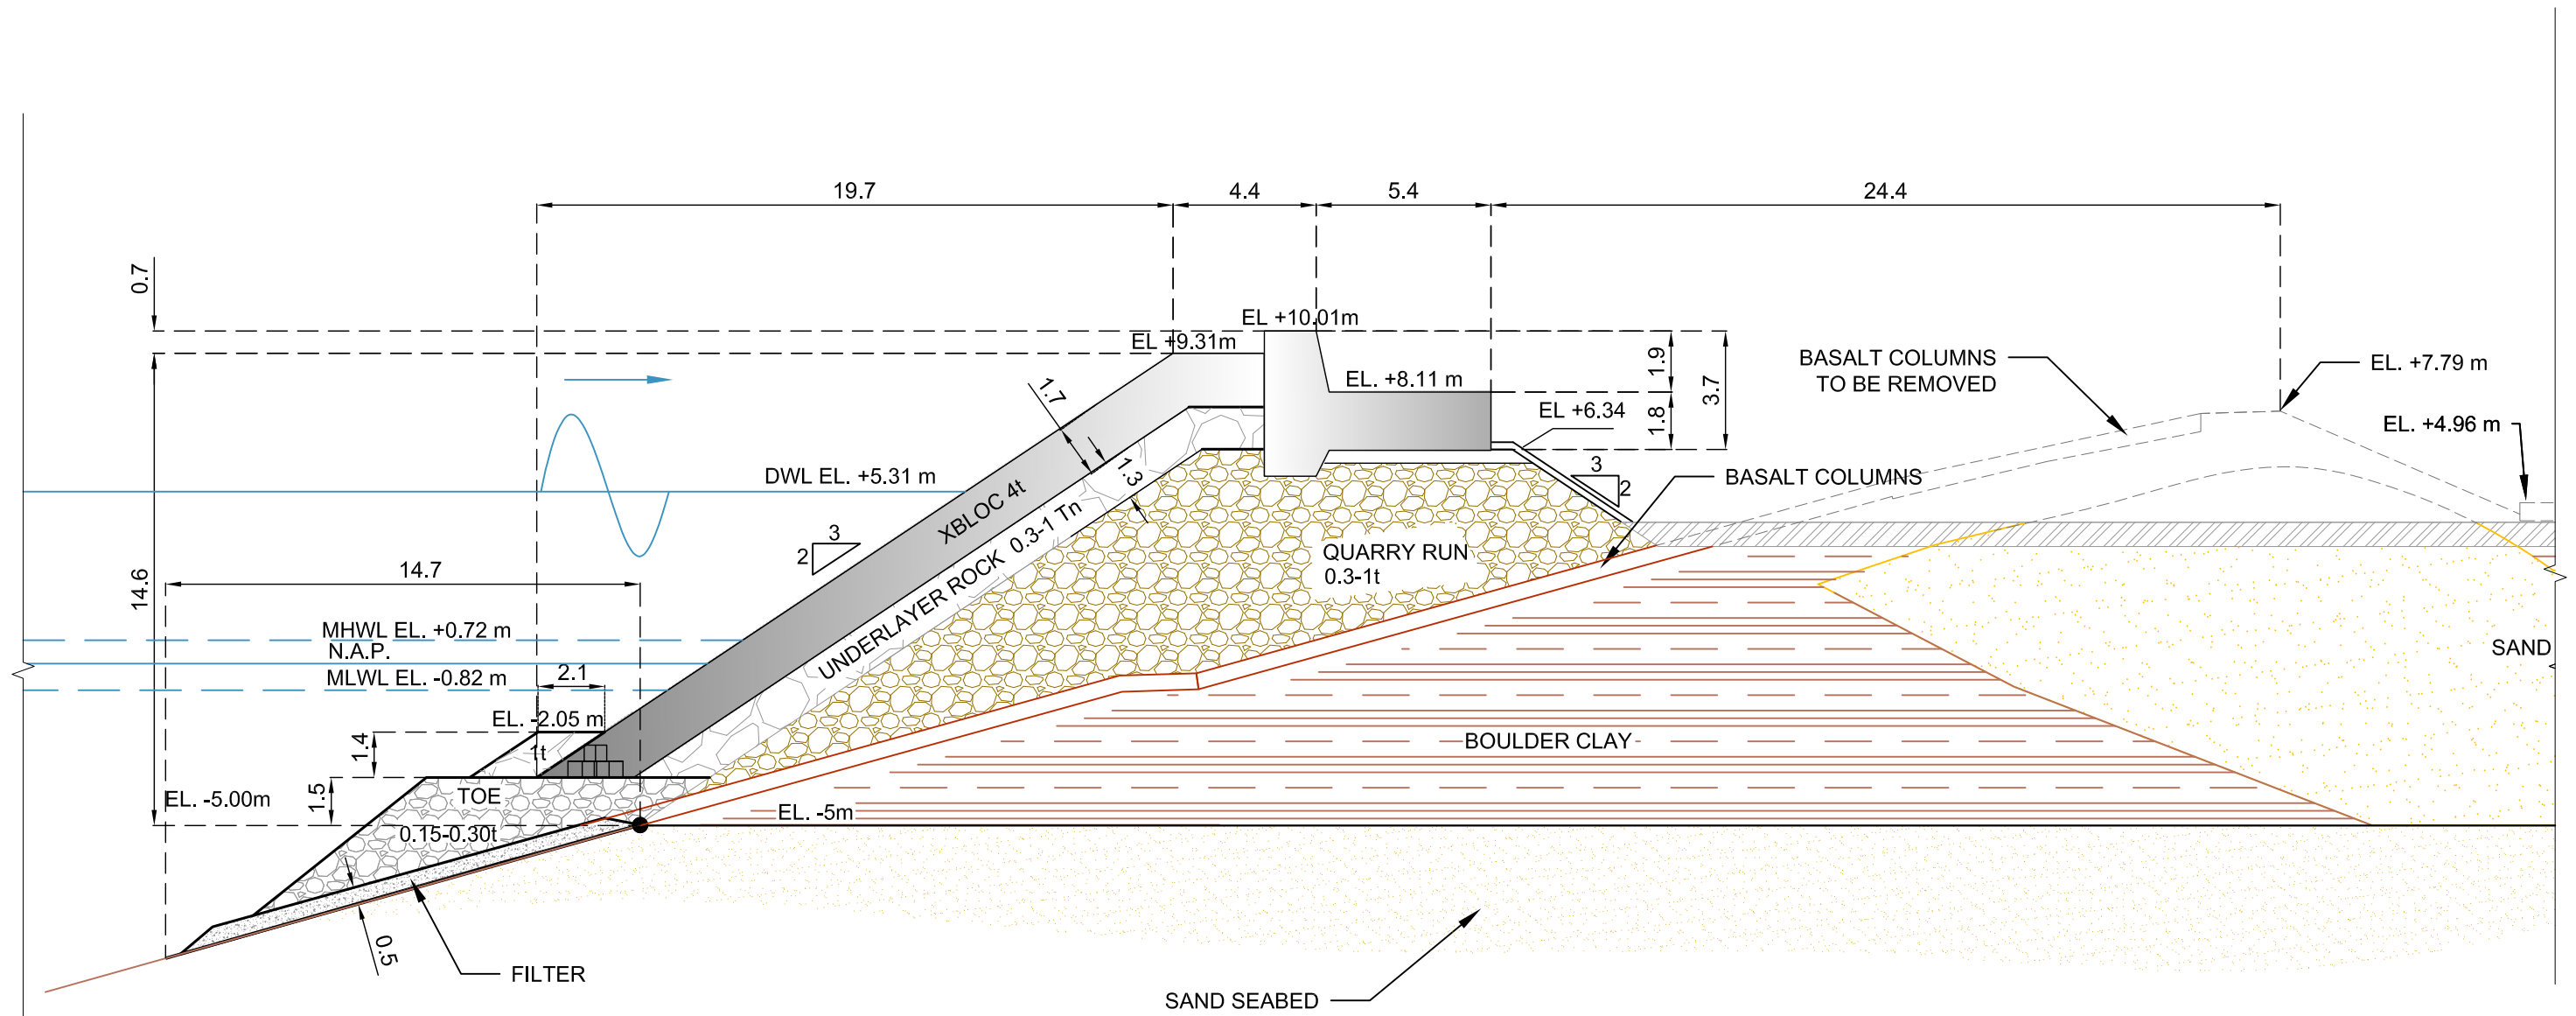 19.7
4.4
5.4
24.4
0.7
EL +10.01m
EL +9.31m
1.9
3.7
1.8
EL. +8.11 m
EL +6.34
BASALT COLUMNS
TO BE REMOVED
EL. +7.79 m
EL. +4.96 m
1.7
1.3
3
2
BASALT COLUMNS
DWL EL. +5.31 m
XBLOC 4t
3
2
UNDERLAYER ROCK 0.3-1 Tn
QUARRY RUN
0.3-1t
14.7
14.6
MHWL EL. +0.72 m
N.A.P.
MLWL EL. -0.82 m
2.1
SAND
EL. -2.05 m
1.4
1t
BOULDER CLAY
1.5
EL. -5.00m
TOE
EL. -5m
0.15-0.30t
0.5
FILTER
SAND SEABED